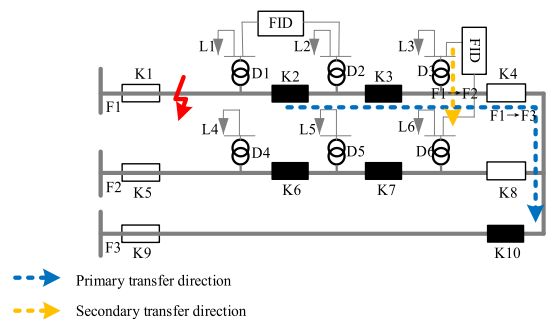 FID
L1
L2
L3
FID
K1
D1
K2
D2
K3
D3
K4
F1→F2
F1
F1→F3
L4
L5
L6
D4
D5
D6
F2
K5
K6
K7
K8
F3
K9
K10
Primary transfer direction
Secondary transfer direction